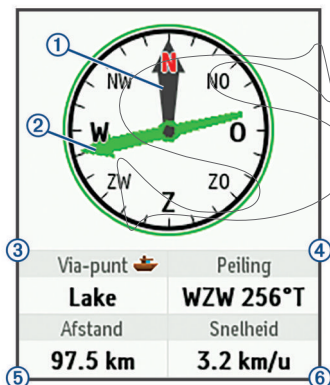 1
N
NW
NO
2
W
O
ZW
ZO
Z
3
4
Via-punt Peiling
Lake WZW 256°T
Afstand Snelheid
97.5 km 3.2 km/u
5
6